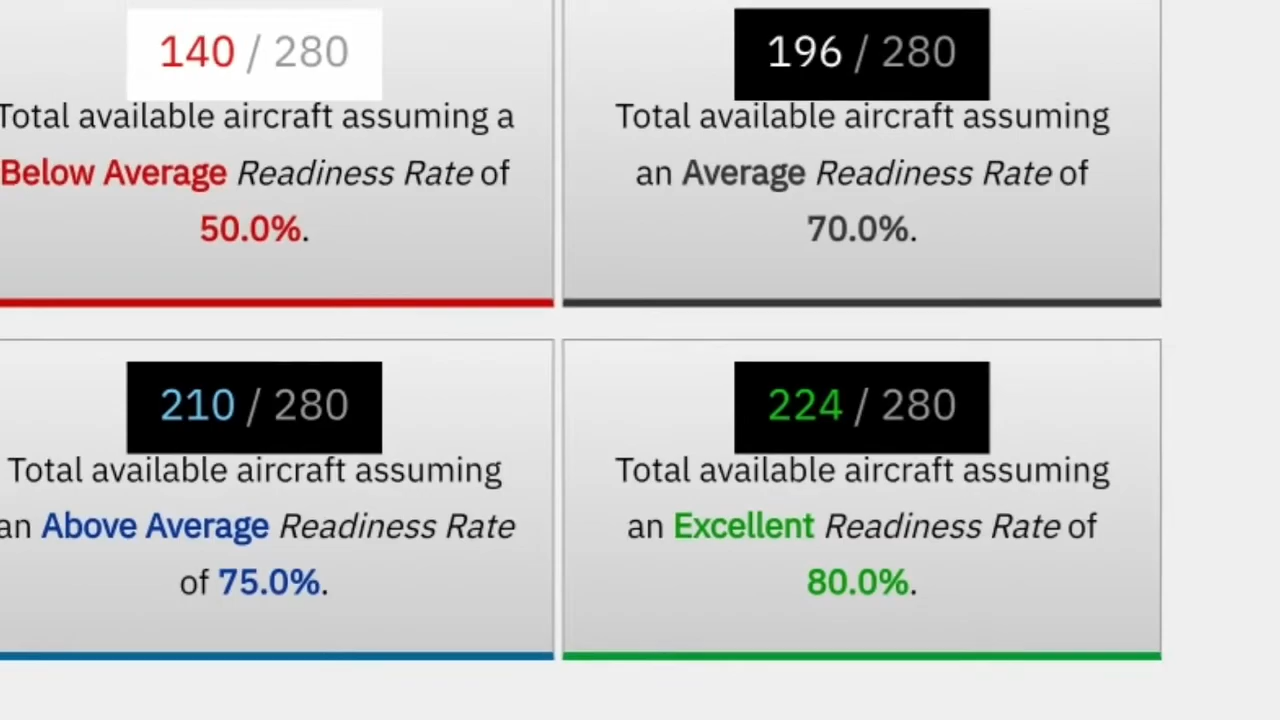 140 / 280
Total available aircraft assuming a
Below Average Readiness Rate of
50.0%.
196 / 280
Total available aircraft assuming
an Average Readiness Rate of
70.0%.
210 / 280
Total available aircraft assuming
an Above Average Readiness Rate
of 75.0%.
224 / 280
Total available aircraft assuming
an Excellent Readiness Rate of
80.0%.